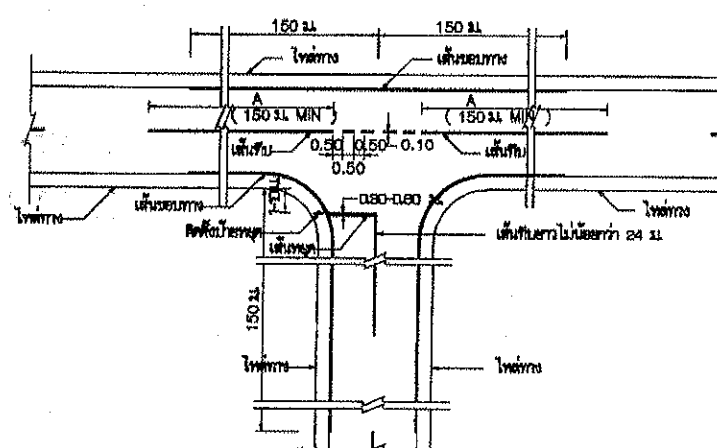 150 ม.
150 ม.
ไหล่ทาง
เส้นขอบทาง
A
(150 ม. MIN)
A
(150 ม. MIN)
เส้นทึบ
0.50
0.50
0.10
เส้นทึบ
0.50
ไหล่ทาง
เส้นขอบทาง
0.30-0.60 ม.
ไหล่ทาง
ติดตั้งป้ายหยุด
เส้นหยุด
เส้นทึบยาวไม่น้อยกว่า 24 ม.
150 ม.
ไหล่ทาง
ไหล่ทาง